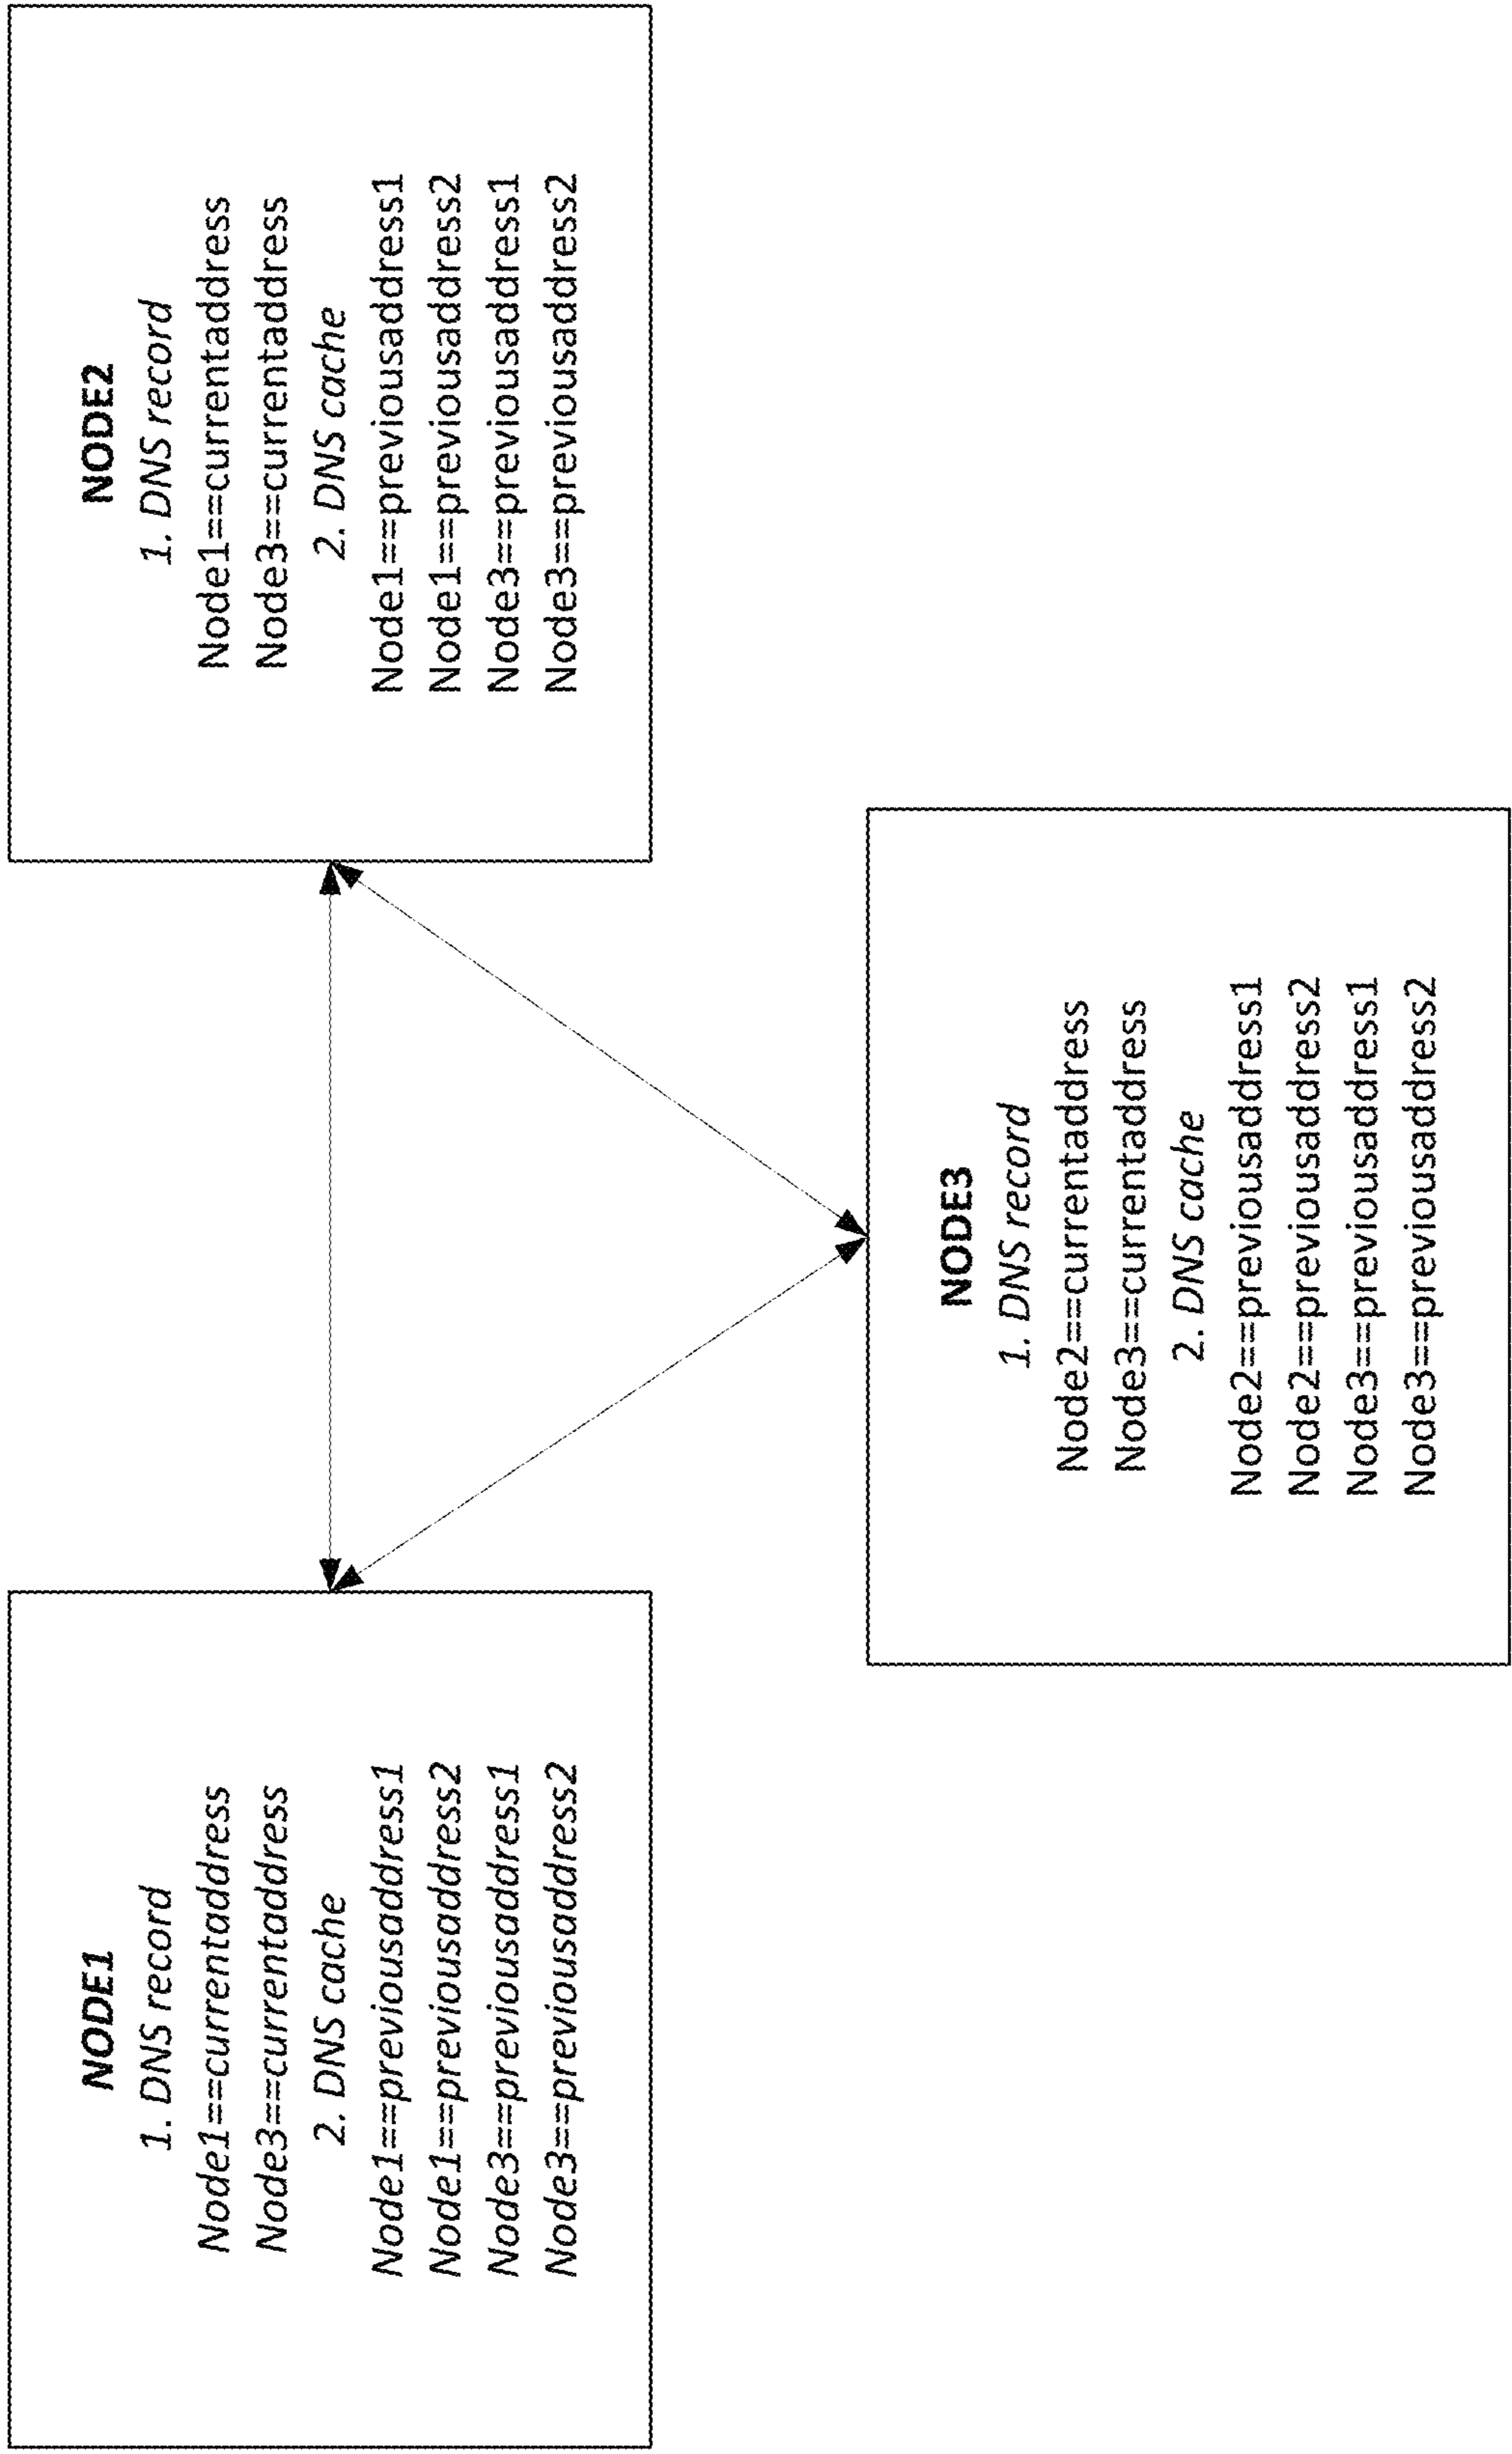 NODE1
1. DNS record
Node1==currentaddress
Node3==currentaddress
2. DNS cache
Node1==previousaddress1
Node1==previousaddress2
Node3==previousaddress1
Node3==previousaddress2
NODE2
1. DNS record
Node1==currentaddress
Node3==currentaddress
2. DNS cache
Node1==previousaddress1
Node1==previousaddress2
Node3==previousaddress1
Node3==previousaddress2
NODE3
1. DNS record
Node2==currentaddress
Node3==currentaddress
2. DNS cache
Node2==previousaddress1
Node2==previousaddress2
Node3==previousaddress1
Node3==previousaddress2